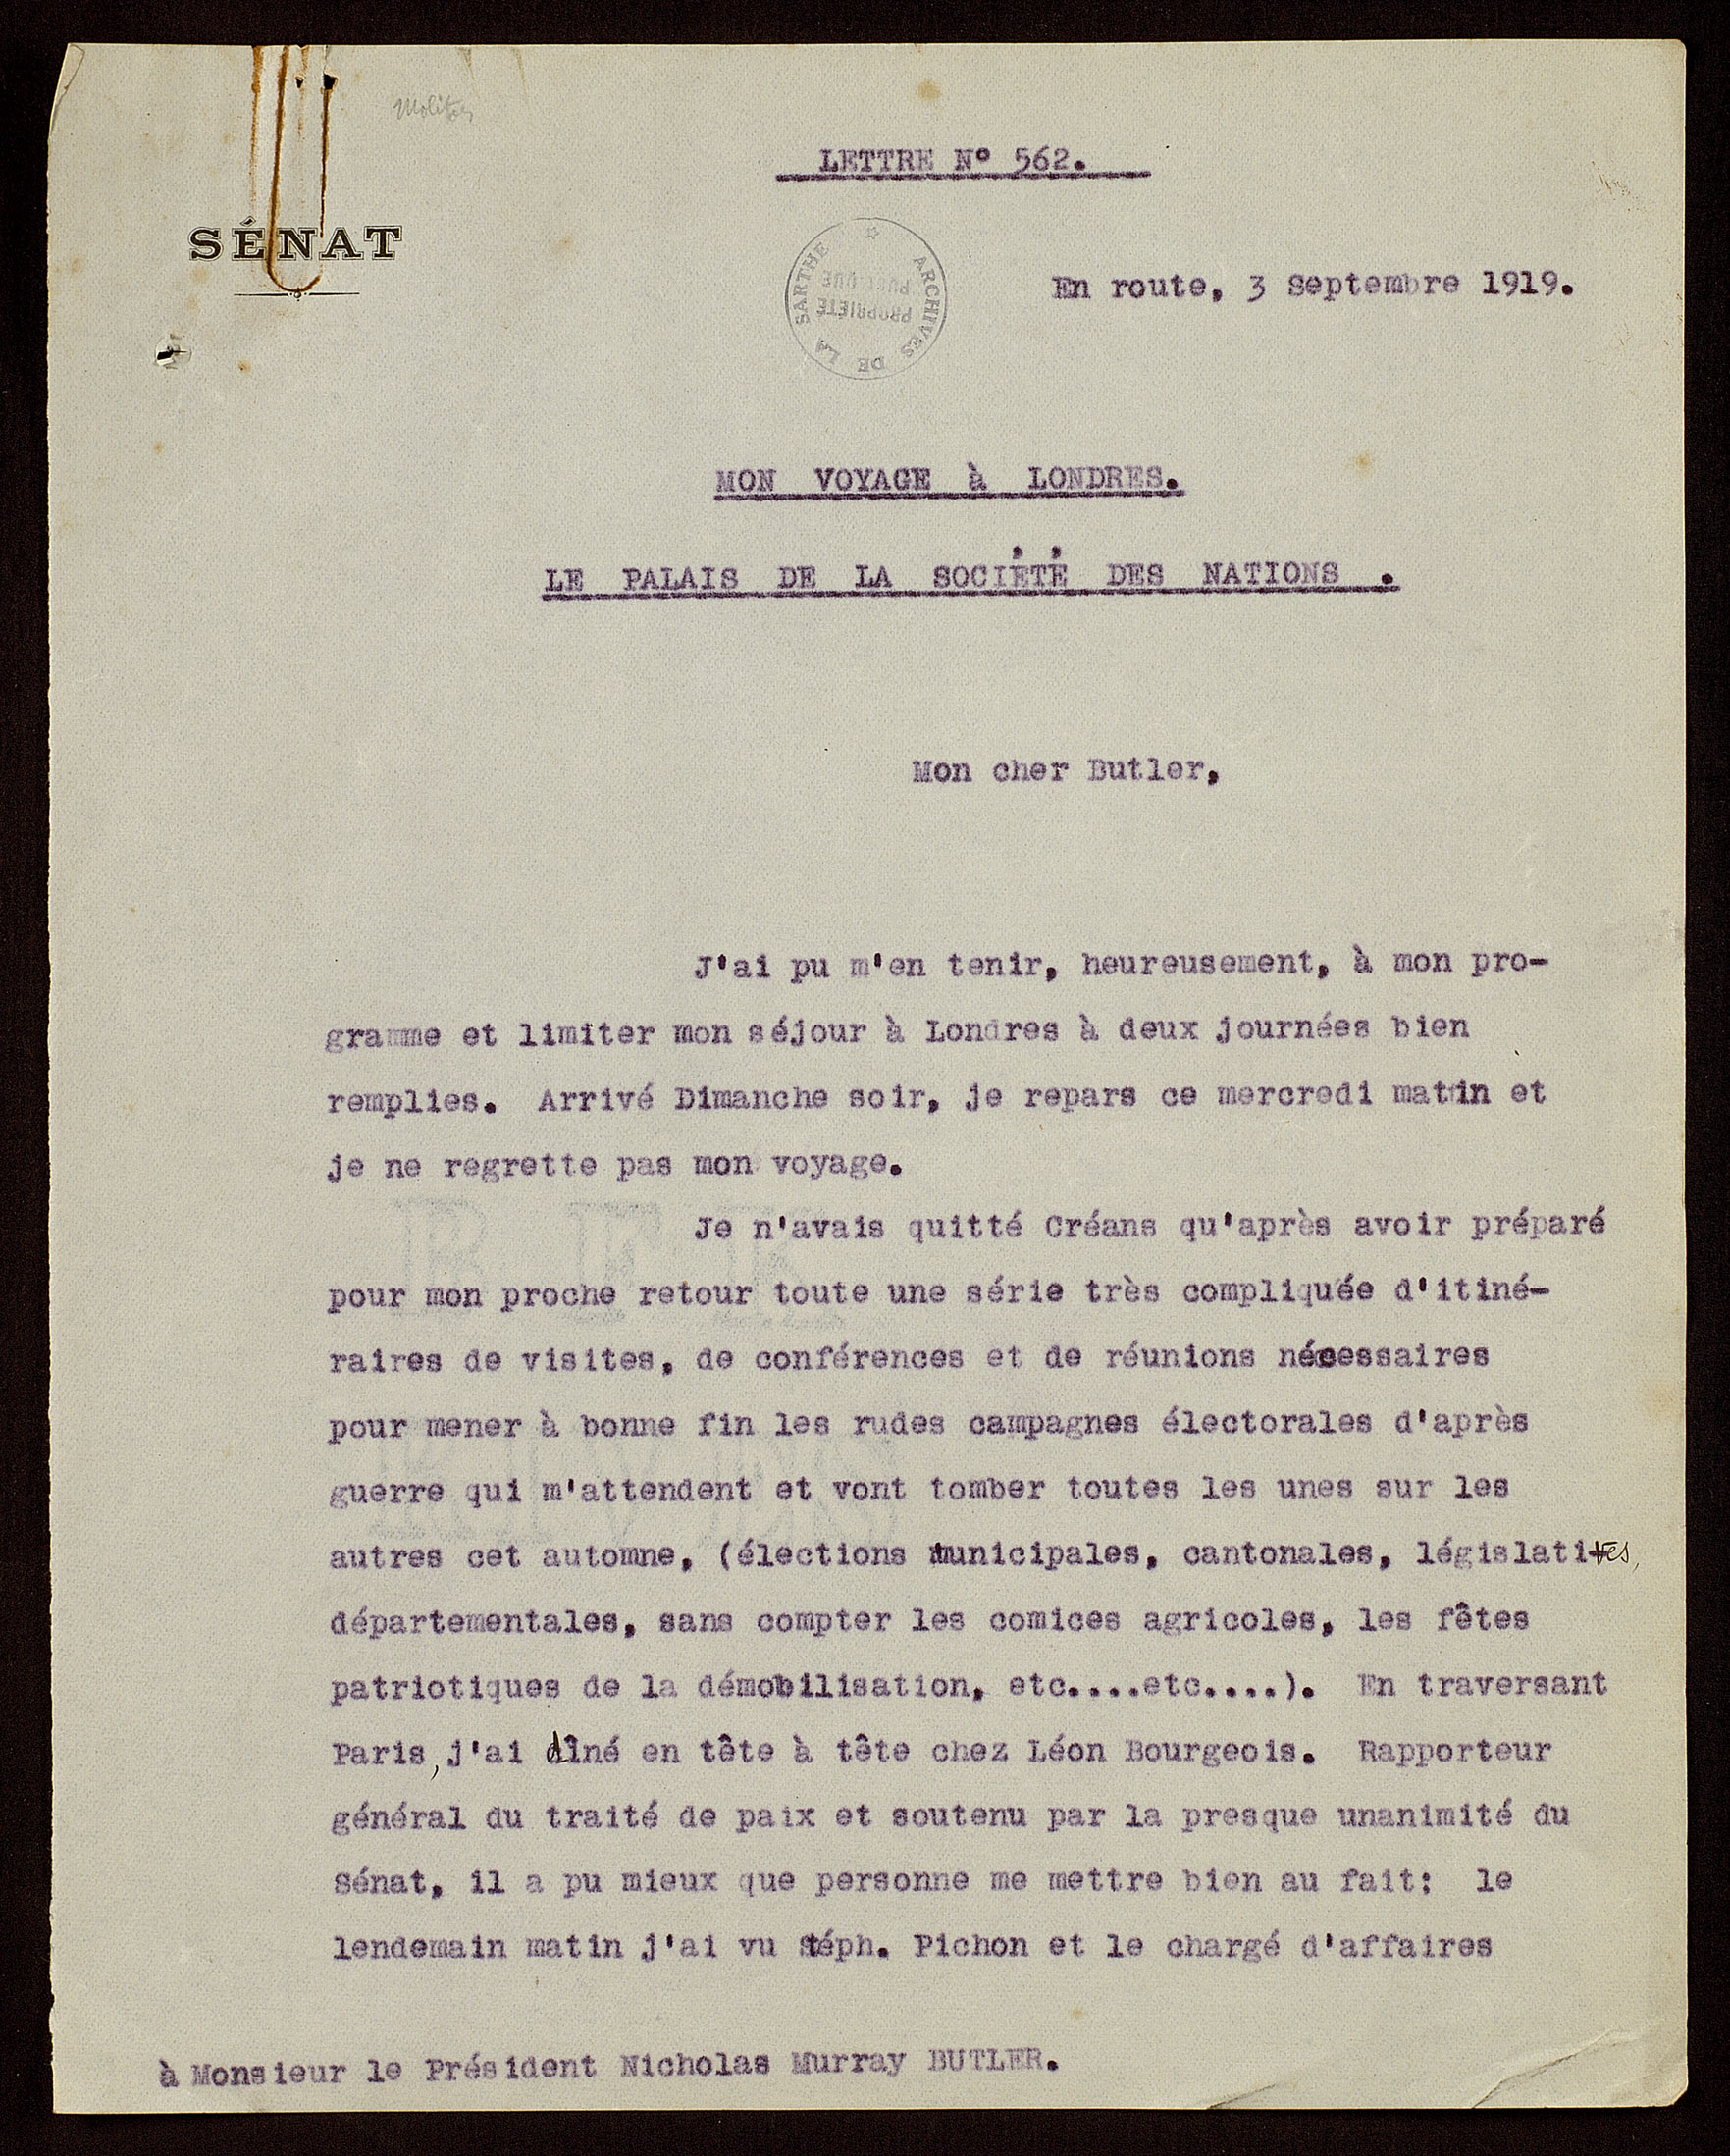 Molitor
LETTRE N° 562.
SÉNAT
ARCHIVES DE LA SARTHE
PROPRIÉTÉ
PUBLIQUE
En route, 3 Septembre 1919.
MON VOYAGE à LONDRES.
LE PALAIS DE LA SOCIÉTÉ DES NATIONS .
Mon cher Butler,
J'ai pu m'en tenir, heureusement, à mon pro-
gramme et limiter mon séjour à Londres à deux journées bien
remplies. Arrivé Dimanche soir, je repars ce mercredi matin et
je ne regrette pas mon voyage.
Je n'avais quitté Créans qu'après avoir préparé
pour mon proche retour toute une série très compliquée d'itiné-
raires de visites, de conférences et de réunions nécessaires
pour mener à bonne fin les rudes campagnes électorales d'après
guerre qui m'attendent et vont tomber toutes les unes sur les
autres cet automne, (élections municipales, cantonales, législatives,
départementales, sans compter les comices agricoles, les fêtes
patriotiques de la démobilisation, etc....etc....). En traversant
Paris, j'ai dîné en tête à tête chez Léon Bourgeois. Rapporteur
général du traité de paix et soutenu par la presque unanimité du
Sénat, il a pu mieux que personne me mettre bien au fait: le
lendemain matin j'ai vu Stéph. Pichon et le chargé d'affaires
à Monsieur le Président Nicholas Murray BUTLER.